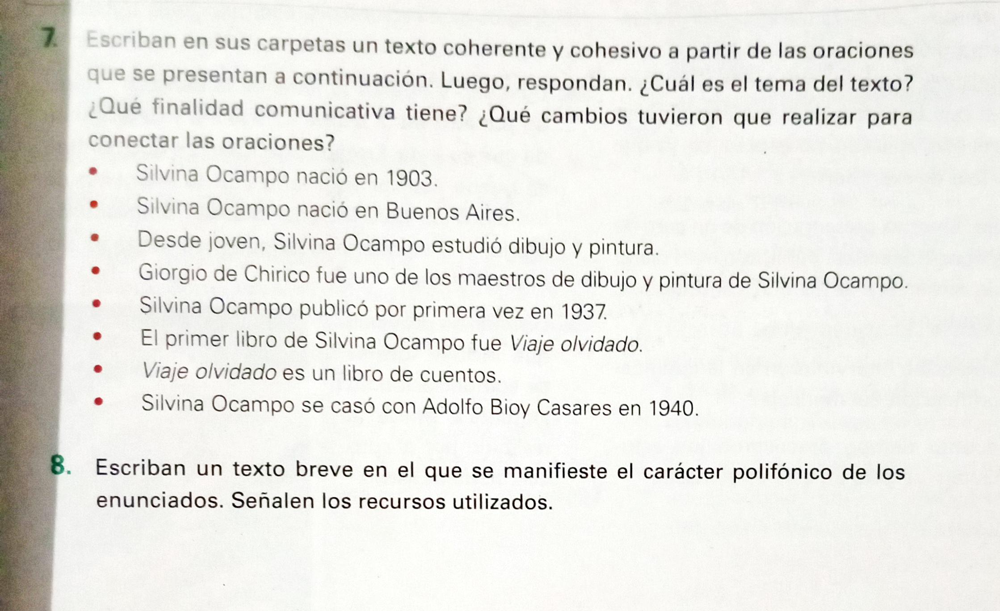 7. Escriban en sus carpetas un texto coherente y cohesivo a partir de las oraciones
que se presentan a continuación. Luego, respondan. ¿Cuál es el tema del texto?
¿Qué finalidad comunicativa tiene? ¿Qué cambios tuvieron que realizar para
conectar las oraciones?
• Silvina Ocampo nació en 1903.
• Silvina Ocampo nació en Buenos Aires.
• Desde joven, Silvina Ocampo estudió dibujo y pintura.
• Giorgio de Chirico fue uno de los maestros de dibujo y pintura de Silvina Ocampo.
• Silvina Ocampo publicó por primera vez en 1937.
• El primer libro de Silvina Ocampo fue Viaje olvidado.
• Viaje olvidado es un libro de cuentos.
• Silvina Ocampo se casó con Adolfo Bioy Casares en 1940.
8. Escriban un texto breve en el que se manifieste el carácter polifónico de los
enunciados. Señalen los recursos utilizados.